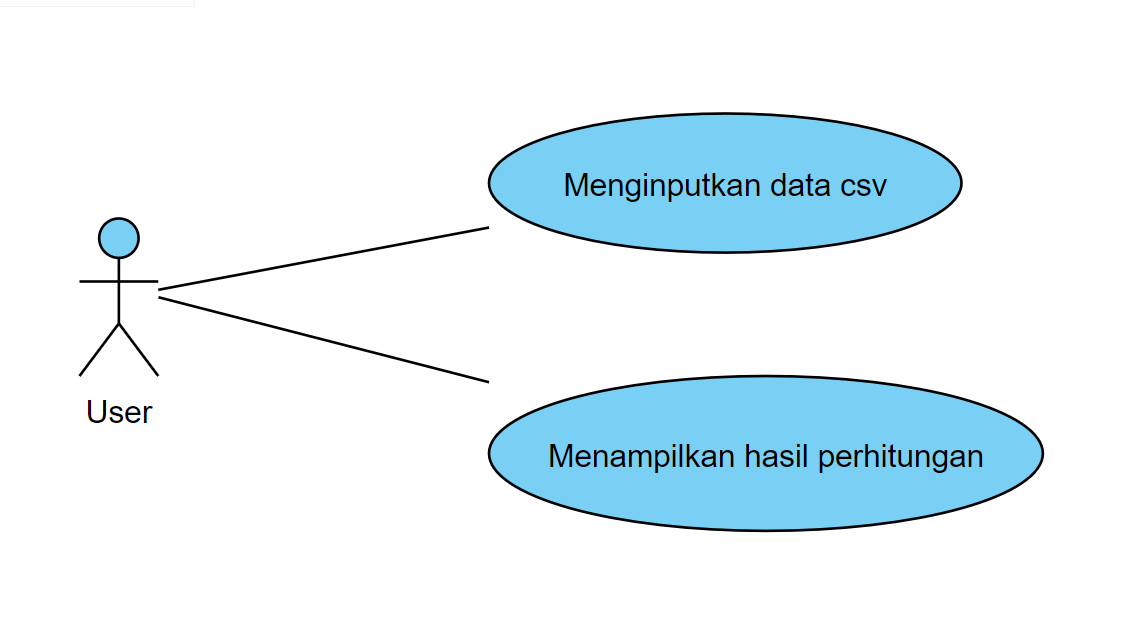 Menginputkan data csv
User
Menampilkan hasil perhitungan